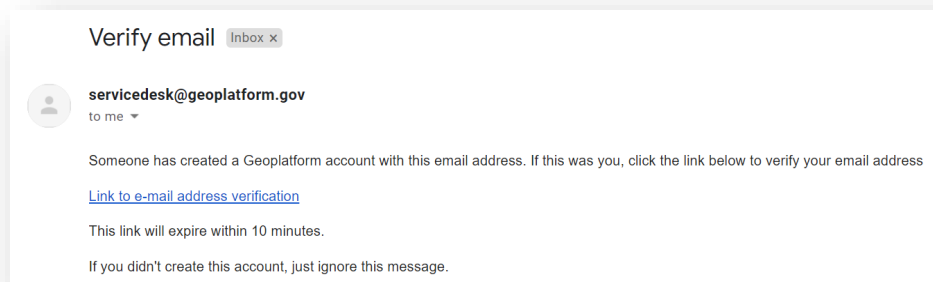 Verify email Inbox ×
servicedesk@geoplatform.gov
to me
Someone has created a Geoplatform account with this email address. If this was you, click the link below to verify your email address
Link to e-mail address verification
This link will expire within 10 minutes.
If you didn't create this account, just ignore this message.